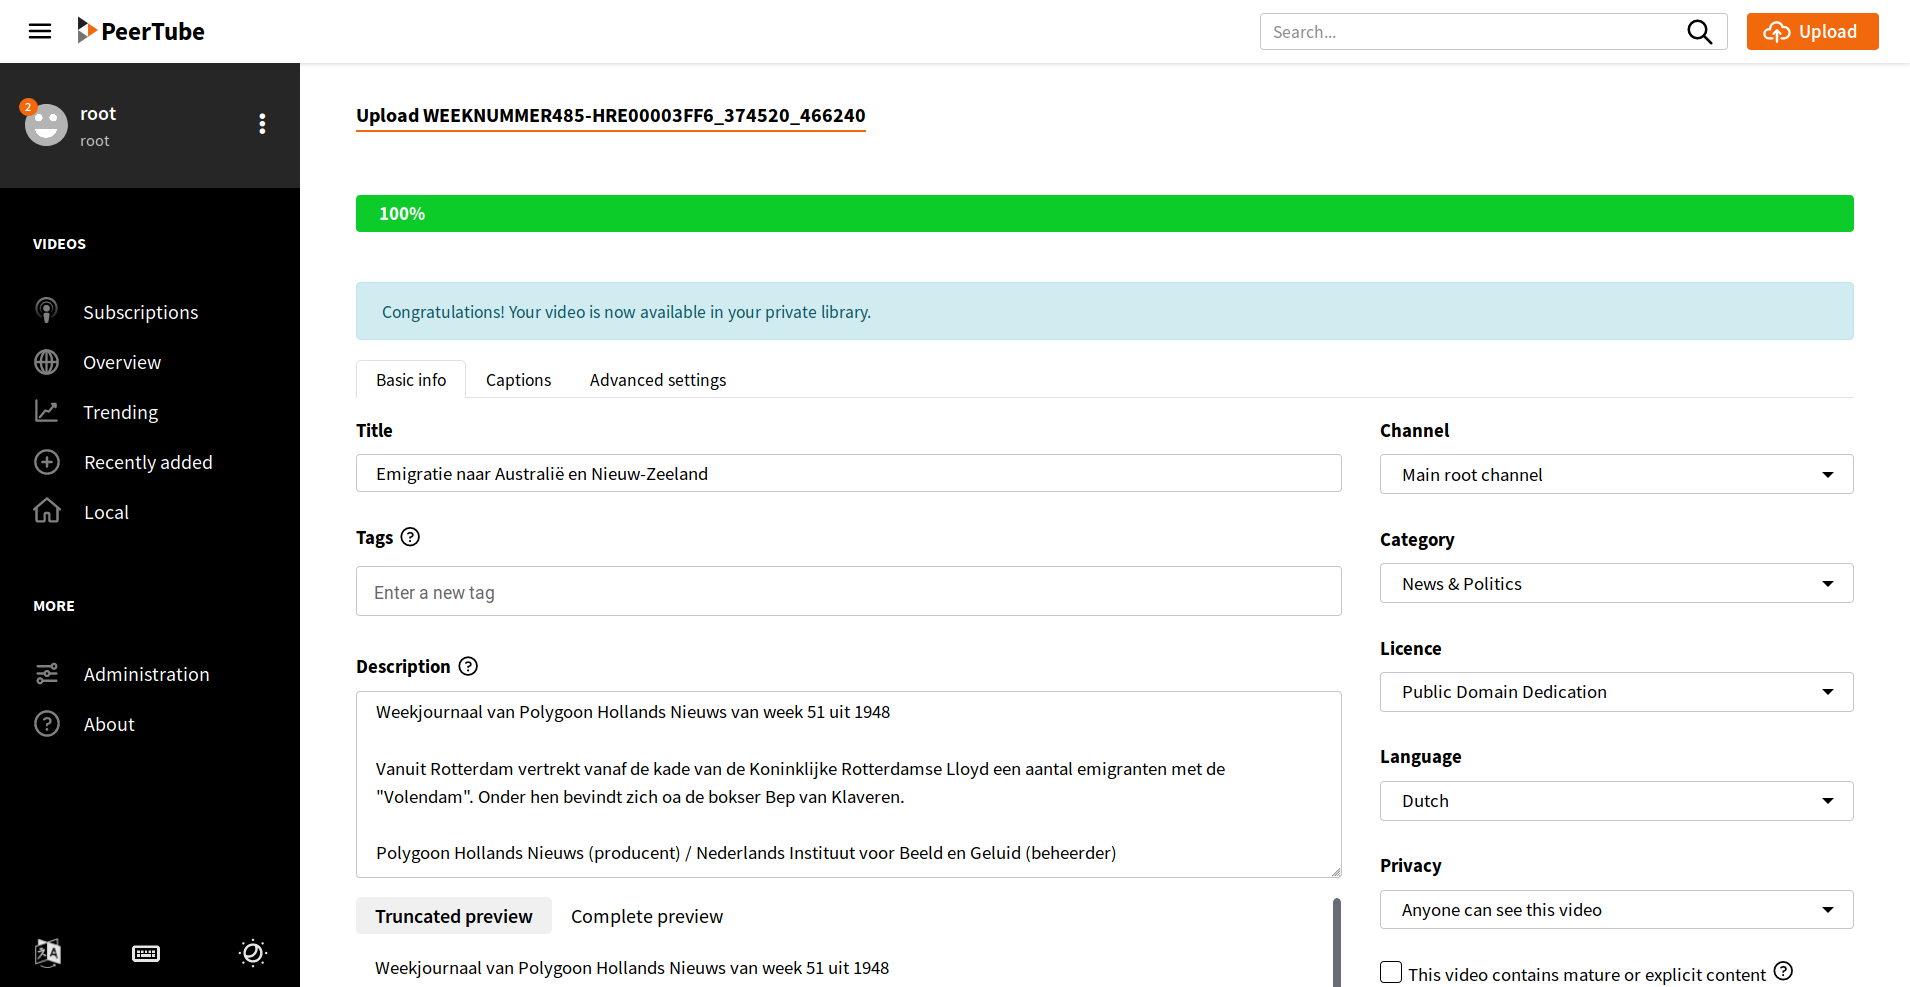 PeerTube
Search...
Upload
2
root
root
VIDEOS
Subscriptions
Overview
Trending
Recently added
Local
MORE
Administration
About
Upload WEEKNUMMER485-HRE00003FF6_374520_466240
100%
Congratulations! Your video is now available in your private library.
Basic info
Captions
Advanced settings
Title
Emigratie naar Australië en Nieuw-Zeeland
Tags
Enter a new tag
Description
Weekjournaal van Polygoon Hollands Nieuws van week 51 uit 1948
Vanuit Rotterdam vertrekt vanaf de kade van de Koninklijke Rotterdamse Lloyd een aantal emigranten met de
"Volendam". Onder hen bevindt zich oa de bokser Bep van Klaveren.
Polygoon Hollands Nieuws (producent) / Nederlands Instituut voor Beeld en Geluid (beheerder)
Truncated preview
Complete preview
Weekjournaal van Polygoon Hollands Nieuws van week 51 uit 1948
Channel
Main root channel
Category
News & Politics
Licence
Public Domain Dedication
Language
Dutch
Privacy
Anyone can see this video
This video contains mature or explicit content